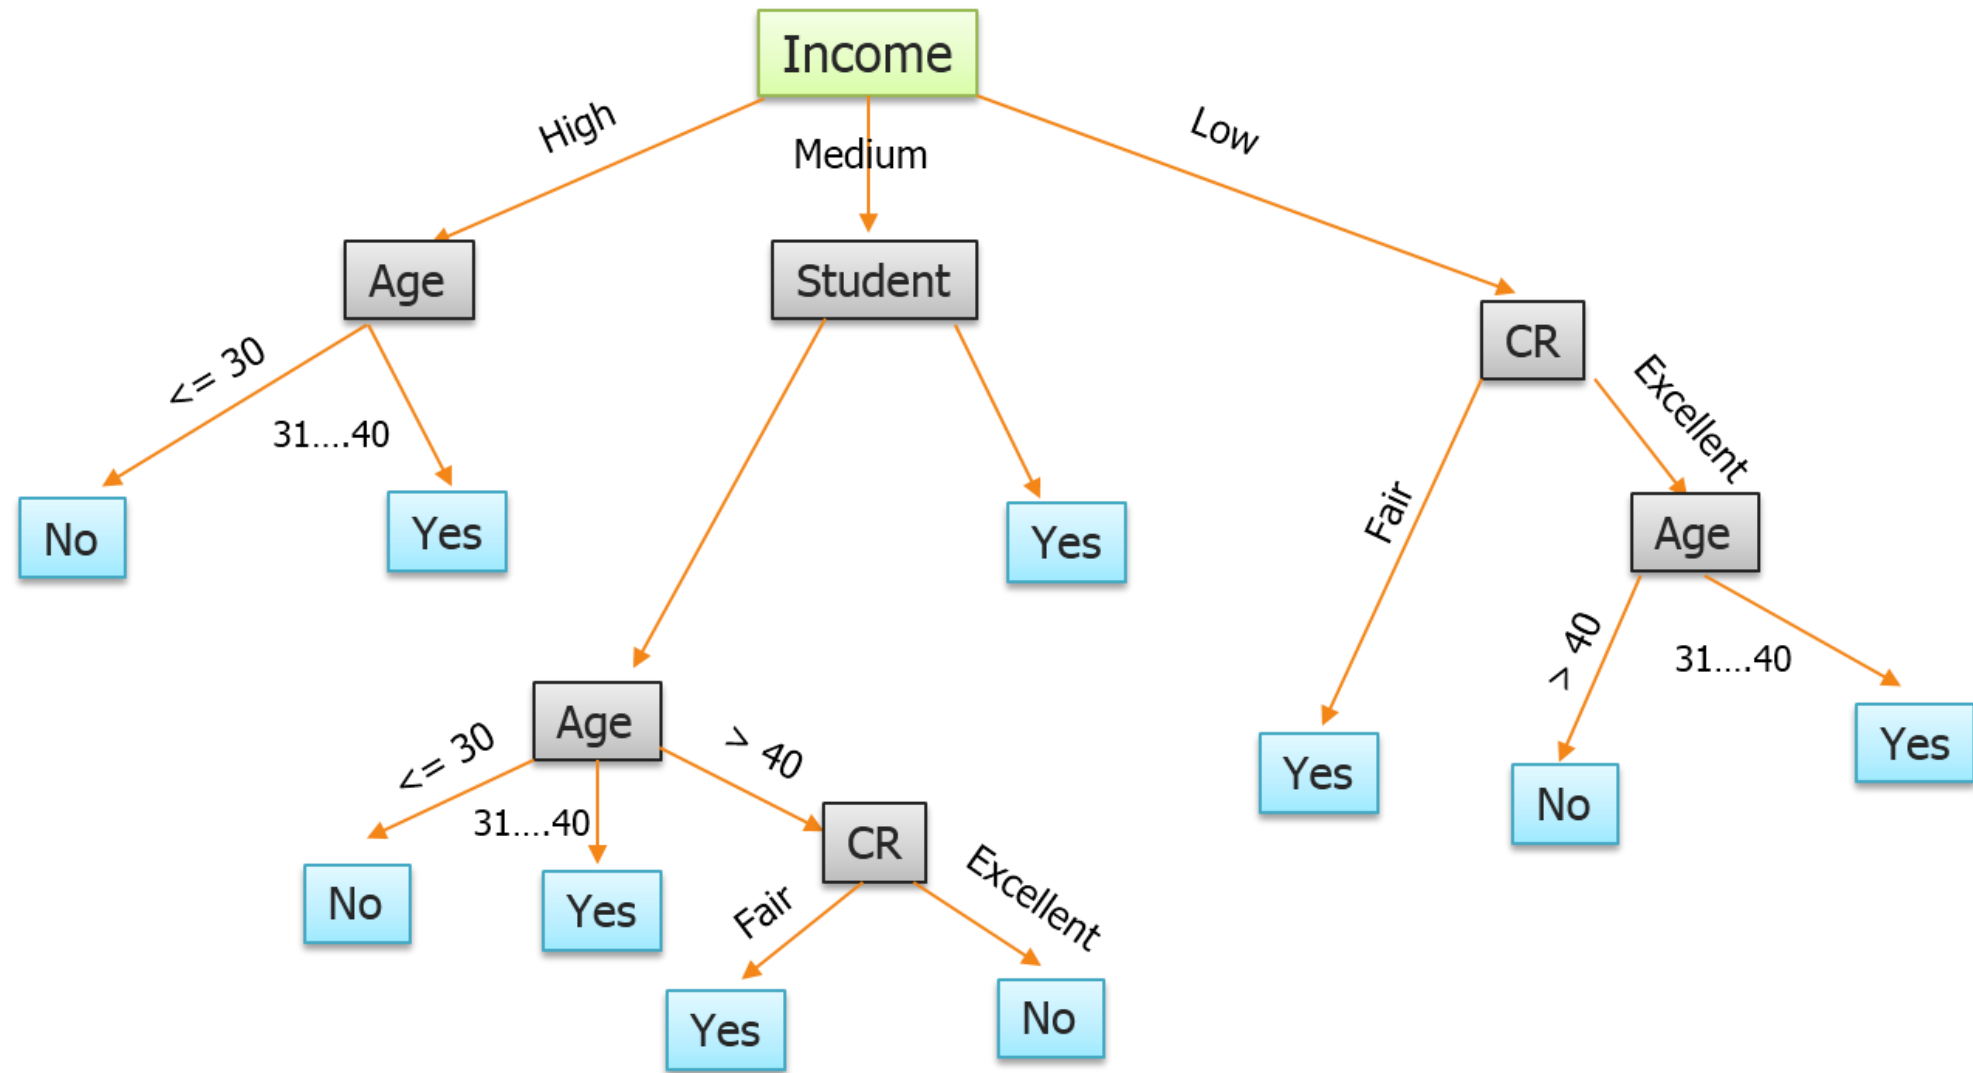 Income
High
Medium
Low
Age
Student
CR
<= 30
31....40
Excellent
Fair
No
Yes
Yes
Age
> 40
31....40
Age
<= 30
31....40
> 40
Yes
No
Yes
CR
Fair
Excellent
No
Yes
Yes
No